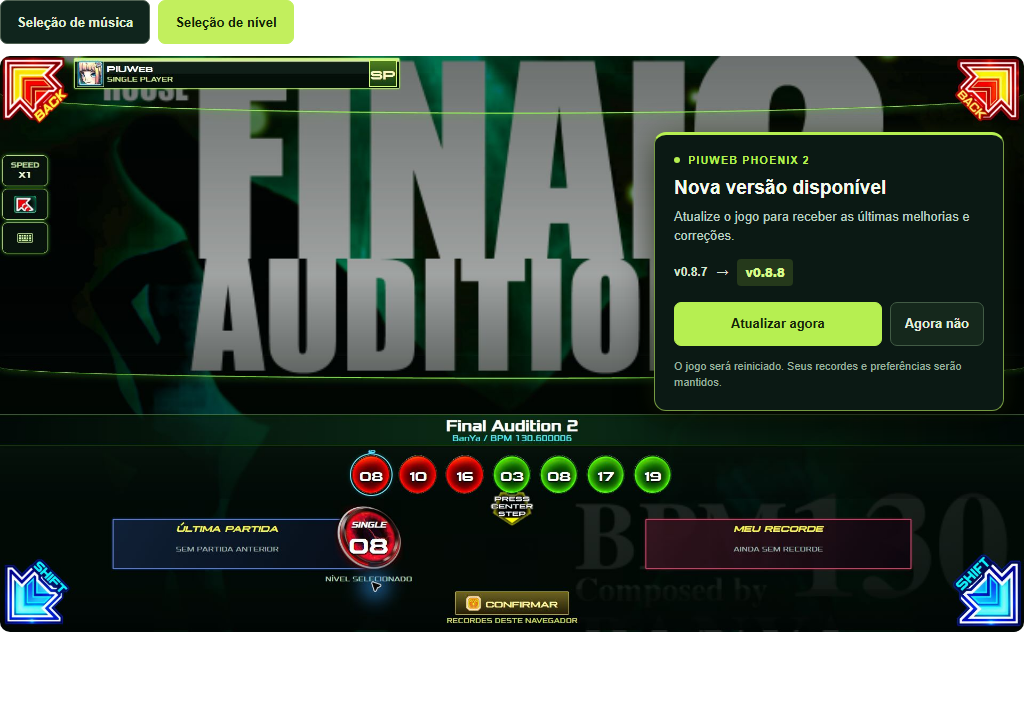 Seleção de música
Seleção de nível
BACK
PIUWeb
SINGLE PLAYER
SP
BACK
HOUSE
FINAL 2
AUDITIO
SPEED
X1
PIUWEB PHOENIX 2
Nova versão disponível
Atualize o jogo para receber as últimas melhorias e
correções.
v0.8.7 → v0.8.8
Atualizar agora
Agora não
O jogo será reiniciado. Seus recordes e preferências serão
mantidos.
Final Audition 2
BanYa / BPM 130.600006
08 10 16 03 08 17 19
PRESS
CENTER
STEP
ÚLTIMA PARTIDA
SEM PARTIDA ANTERIOR
SINGLE
08
NÍVEL SELECIONADO
MEU RECORDE
AINDA SEM RECORDE
BPM 130
Composed by
SHIFT
SHIFT
CONFIRMAR
RECORDES DESTE NAVEGADOR